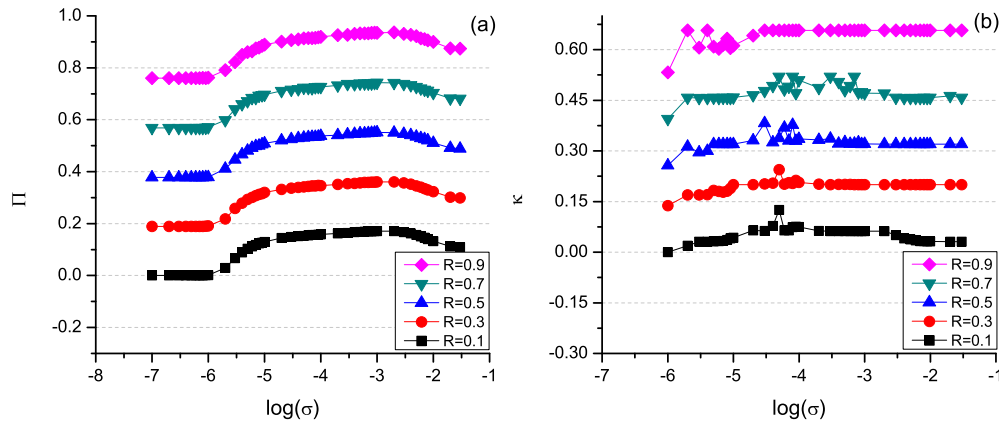 (a)
Π
1.0
0.8
0.6
0.4
0.2
0.0
-0.2
R=0.9
R=0.7
R=0.5
R=0.3
R=0.1
-8 -7 -6 -5 -4 -3 -2 -1
log(σ)
(b)
κ
0.60
0.45
0.30
0.15
0.00
-0.15
-0.30
R=0.9
R=0.7
R=0.5
R=0.3
R=0.1
-7 -6 -5 -4 -3 -2 -1
log(σ)